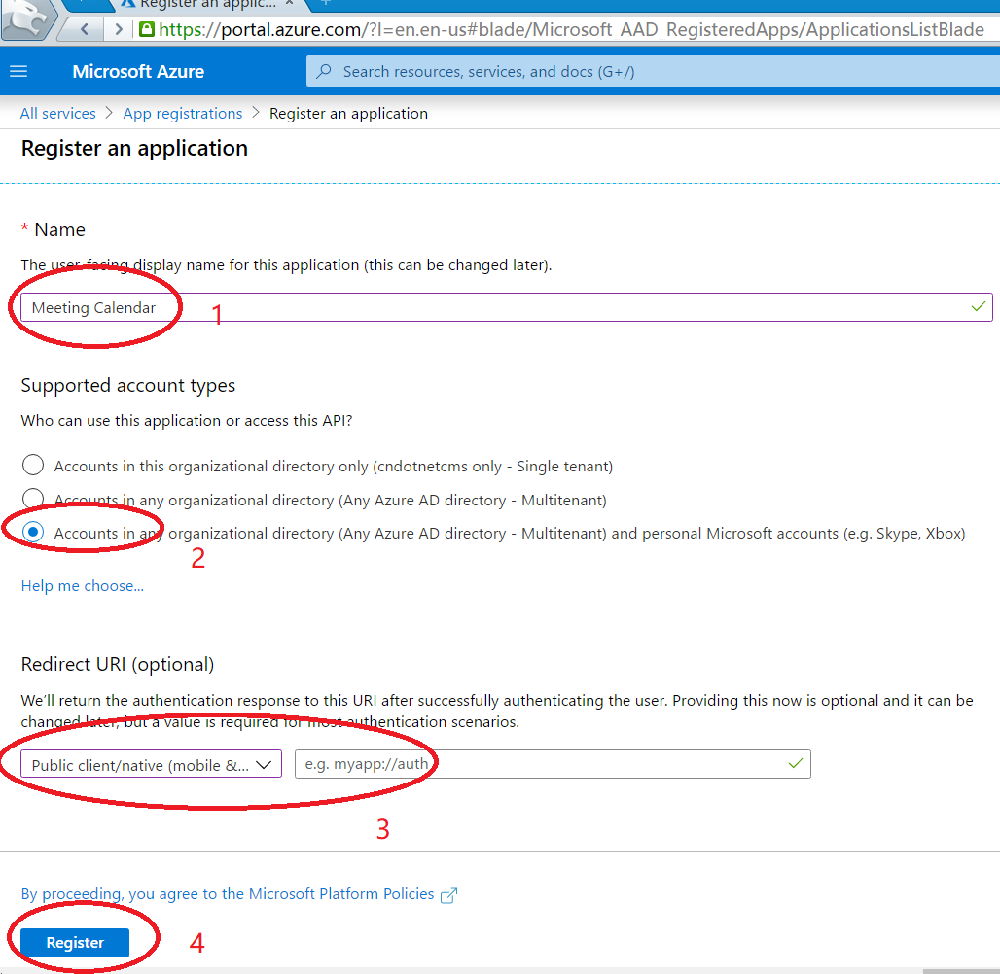 Register an applic...
https://portal.azure.com/?l=en.en-us#blade/Microsoft_AAD_RegisteredApps/ApplicationsListBlade
Microsoft Azure
Search resources, services, and docs (G+/)
All services > App registrations > Register an application
Register an application
* Name
The user-facing display name for this application (this can be changed later).
Meeting Calendar
1
Supported account types
Who can use this application or access this API?
Accounts in this organizational directory only (cndotnetcms only - Single tenant)
Accounts in any organizational directory (Any Azure AD directory - Multitenant)
Accounts in any organizational directory (Any Azure AD directory - Multitenant) and personal Microsoft accounts (e.g. Skype, Xbox)
2
Help me choose...
Redirect URI (optional)
We'll return the authentication response to this URI after successfully authenticating the user. Providing this now is optional and it can be
changed later, but a value is required for most authentication scenarios.
Public client/native (mobile &... e.g. myapp://auth
3
By proceeding, you agree to the Microsoft Platform Policies
Register 4